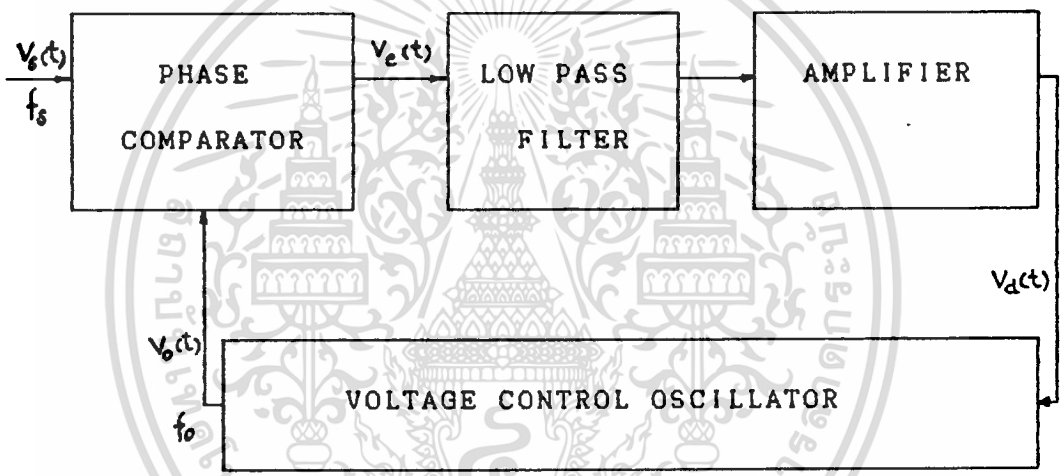 Vs(t)
fs
PHASE
COMPARATOR
Ve(t)
LOW PASS
FILTER
AMPLIFIER
Vd(t)
Vo(t)
fo
VOLTAGE CONTROL OSCILLATOR